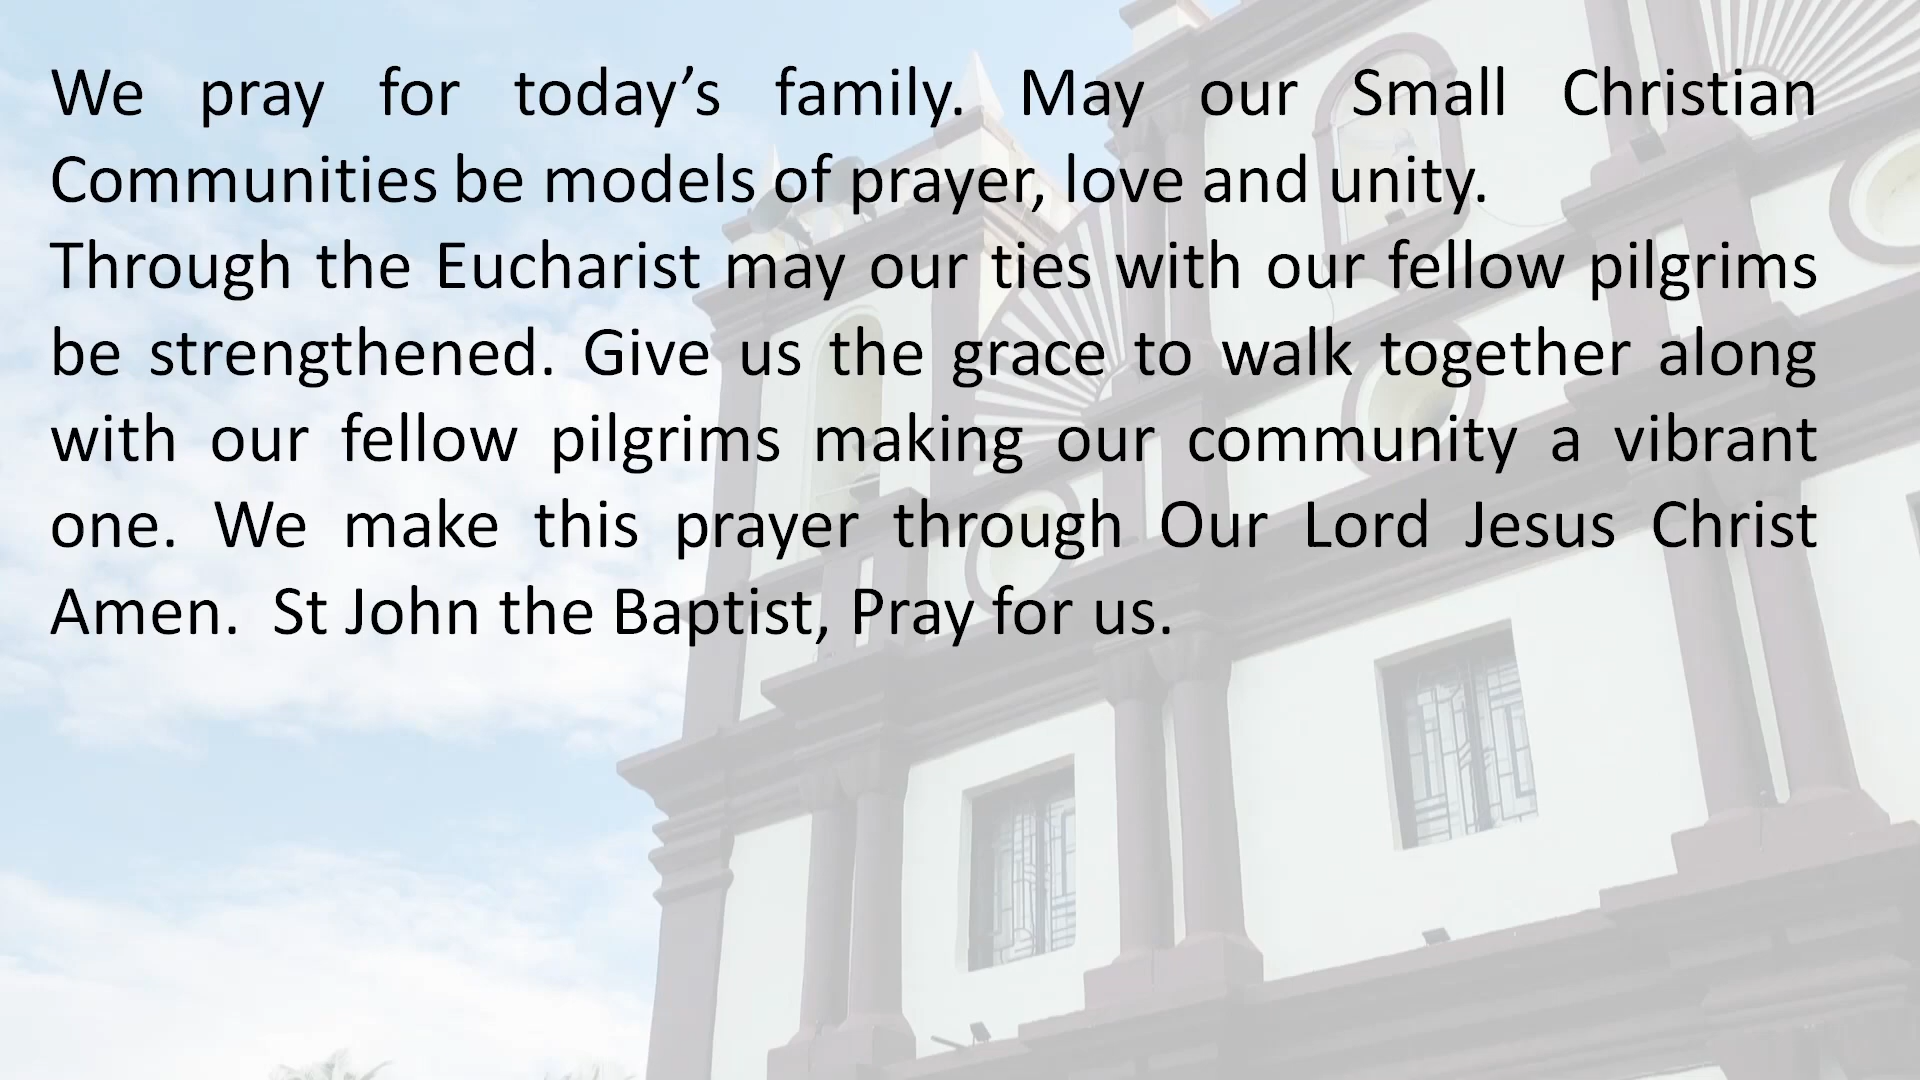 We pray for today’s family. May our Small Christian
Communities be models of prayer, love and unity.
Through the Eucharist may our ties with our fellow pilgrims
be strengthened. Give us the grace to walk together along
with our fellow pilgrims making our community a vibrant
one. We make this prayer through Our Lord Jesus Christ
Amen.  St John the Baptist, Pray for us.